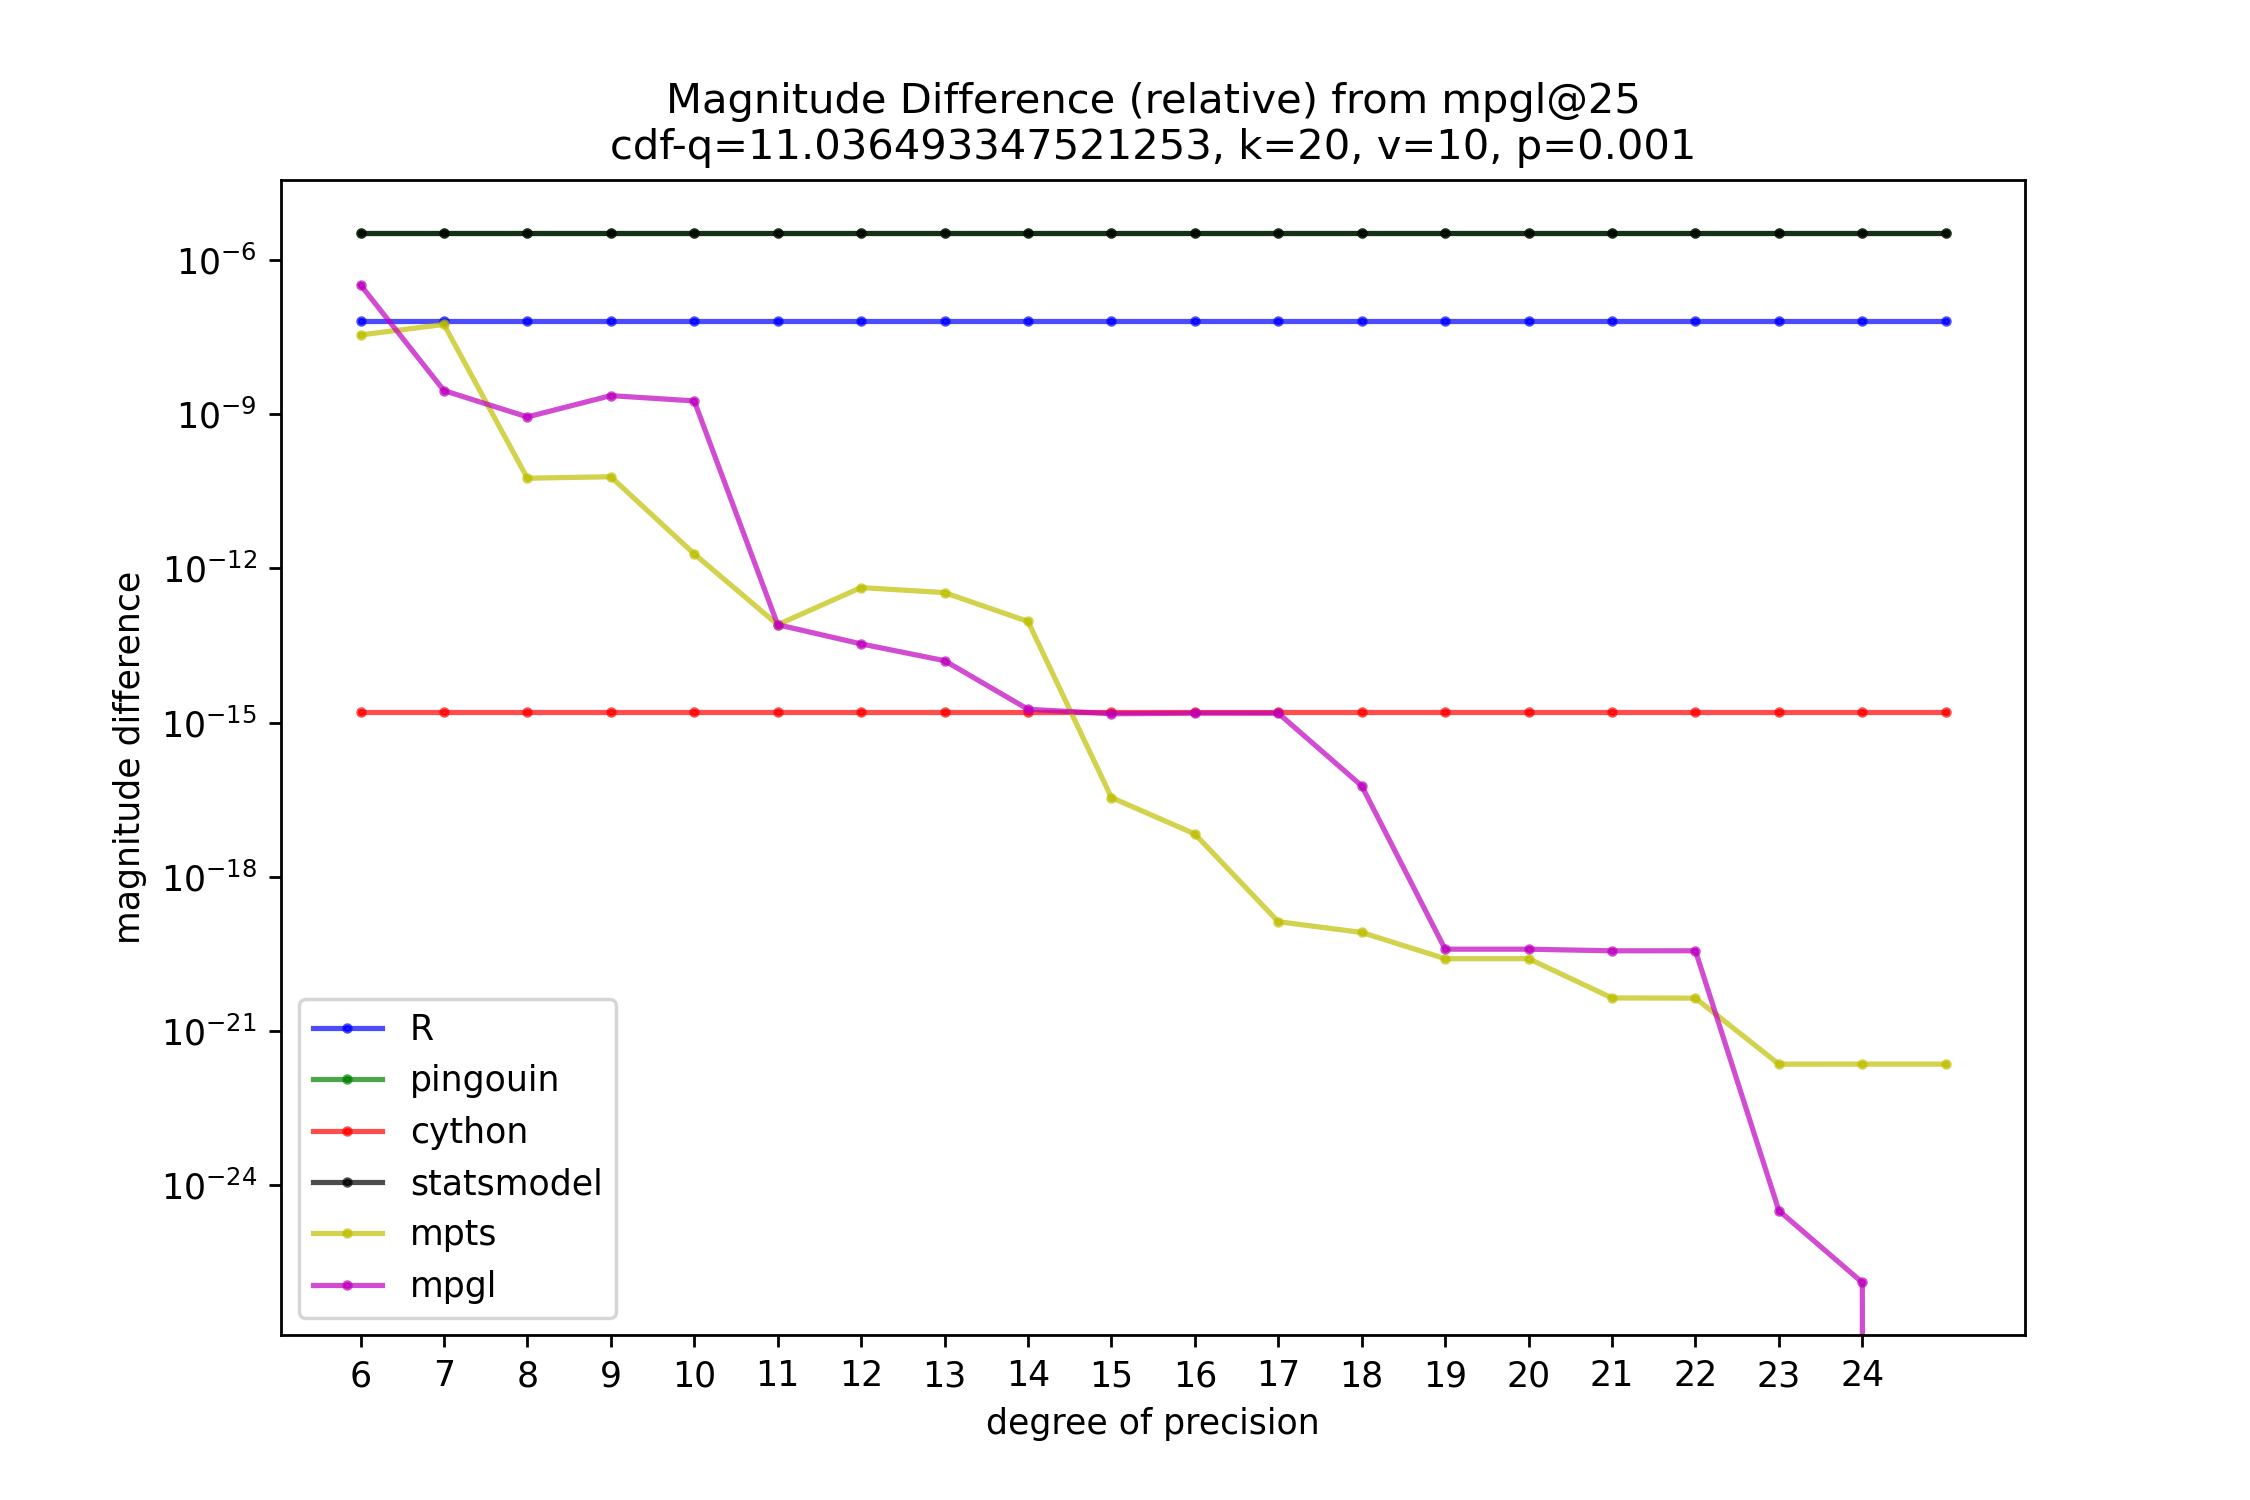 Magnitude Difference (relative) from mpgl@25
cdf-q=11.036493347521253, k=20, v=10, p=0.001
magnitude difference
10⁻⁶
10⁻⁹
10⁻¹²
10⁻¹⁵
10⁻¹⁸
10⁻²¹
10⁻²⁴
R
pingouin
cython
statsmodel
mpts
mpgl
6 7 8 9 10 11 12 13 14 15 16 17 18 19 20 21 22 23 24
degree of precision